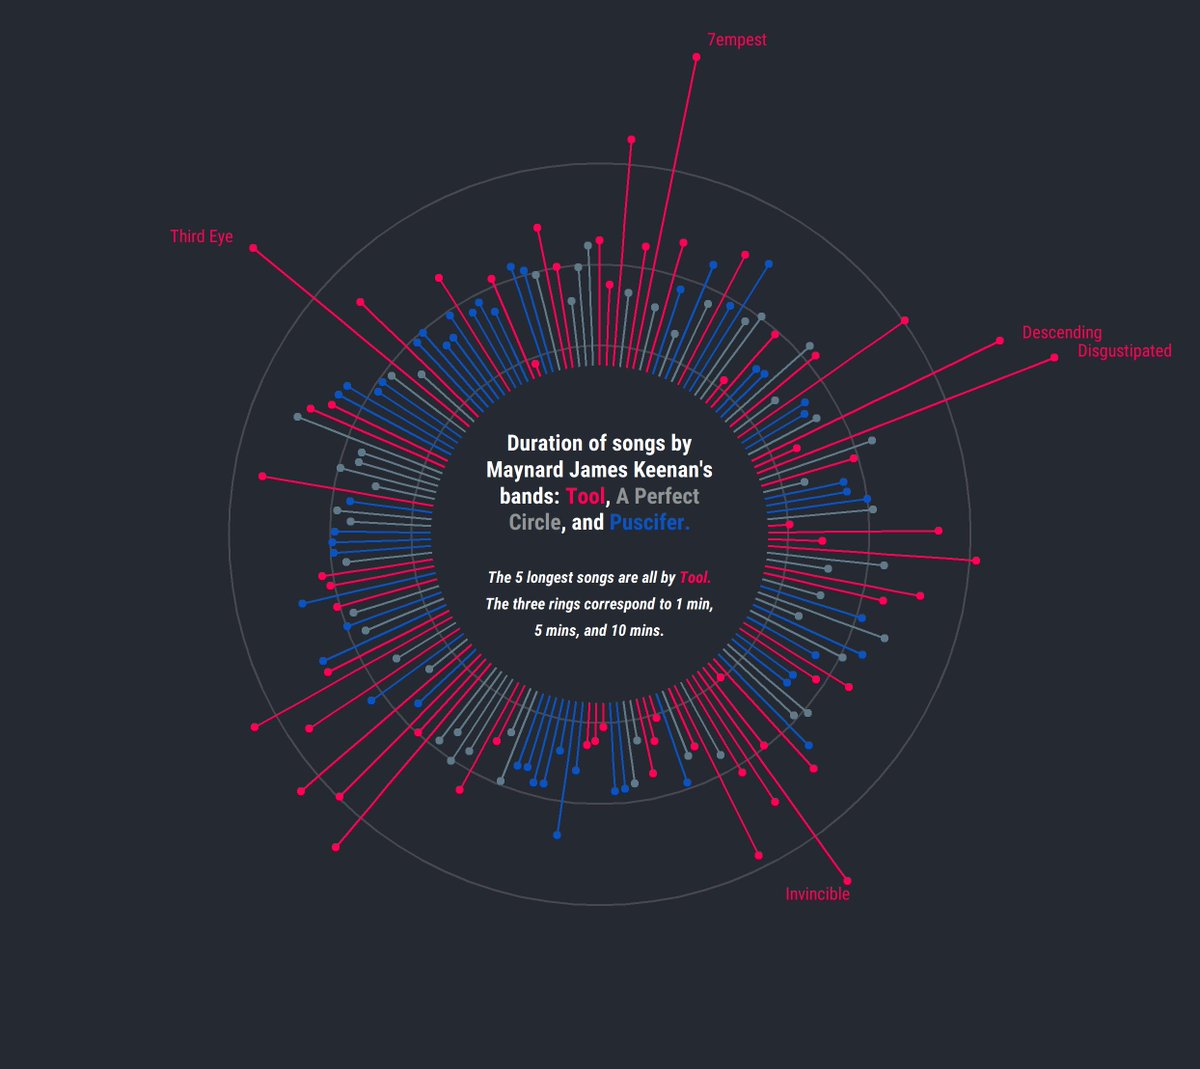 7empest
Third Eye
Descending
Disgustipated
Duration of songs by
Maynard James Keenan's
bands: Tool, A Perfect
Circle, and Puscifer.
The 5 longest songs are all by Tool.
The three rings correspond to 1 min,
5 mins, and 10 mins.
Invincible